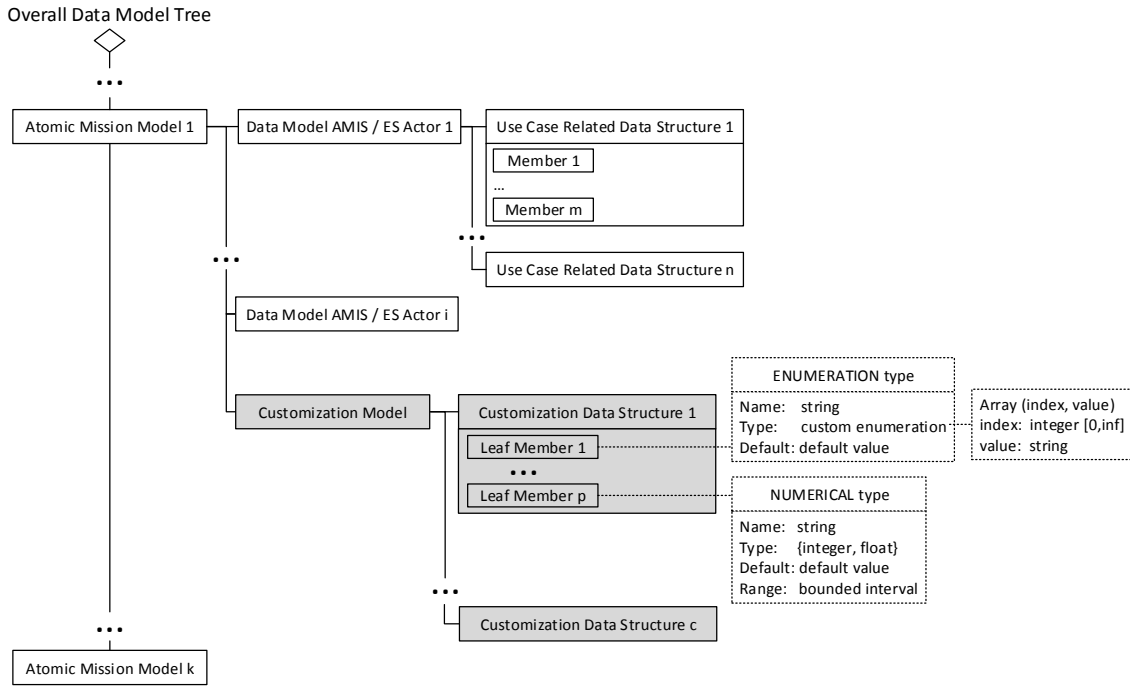 Overall Data Model Tree
...
Atomic Mission Model 1
Data Model AMIS / ES Actor 1
Use Case Related Data Structure 1
Member 1
...
Member m
...
Use Case Related Data Structure n
...
Data Model AMIS / ES Actor i
Customization Model
Customization Data Structure 1
Leaf Member 1
...
Leaf Member p
ENUMERATION type
Name: string
Type: custom enumeration
Default: default value
Array (index, value)
index: integer [0,inf]
value: string
NUMERICAL type
Name: string
Type: {integer, float}
Default: default value
Range: bounded interval
...
Customization Data Structure c
...
Atomic Mission Model k